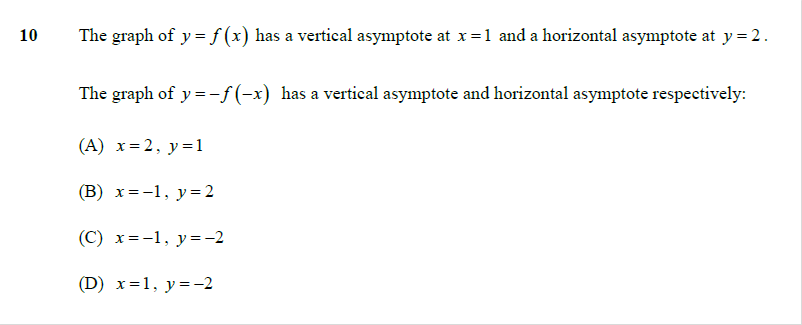 10 The graph of y = f(x) has a vertical asymptote at x = 1 and a horizontal asymptote at y = 2.
The graph of y = −f(−x) has a vertical asymptote and horizontal asymptote respectively:
(A) x = 2, y = 1
(B) x = −1, y = 2
(C) x = −1, y = −2
(D) x = 1, y = −2